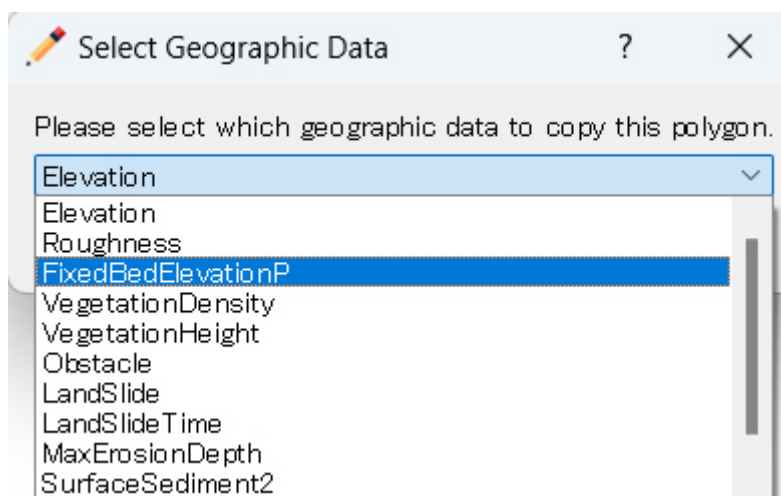 Select Geographic Data ?
Please select which geographic data to copy this polygon.
Elevation
Elevation
Roughness
FixedBedElevationP
VegetationDensity
VegetationHeight
Obstacle
LandSlide
LandSlideTime
MaxErosionDepth
SurfaceSediment2